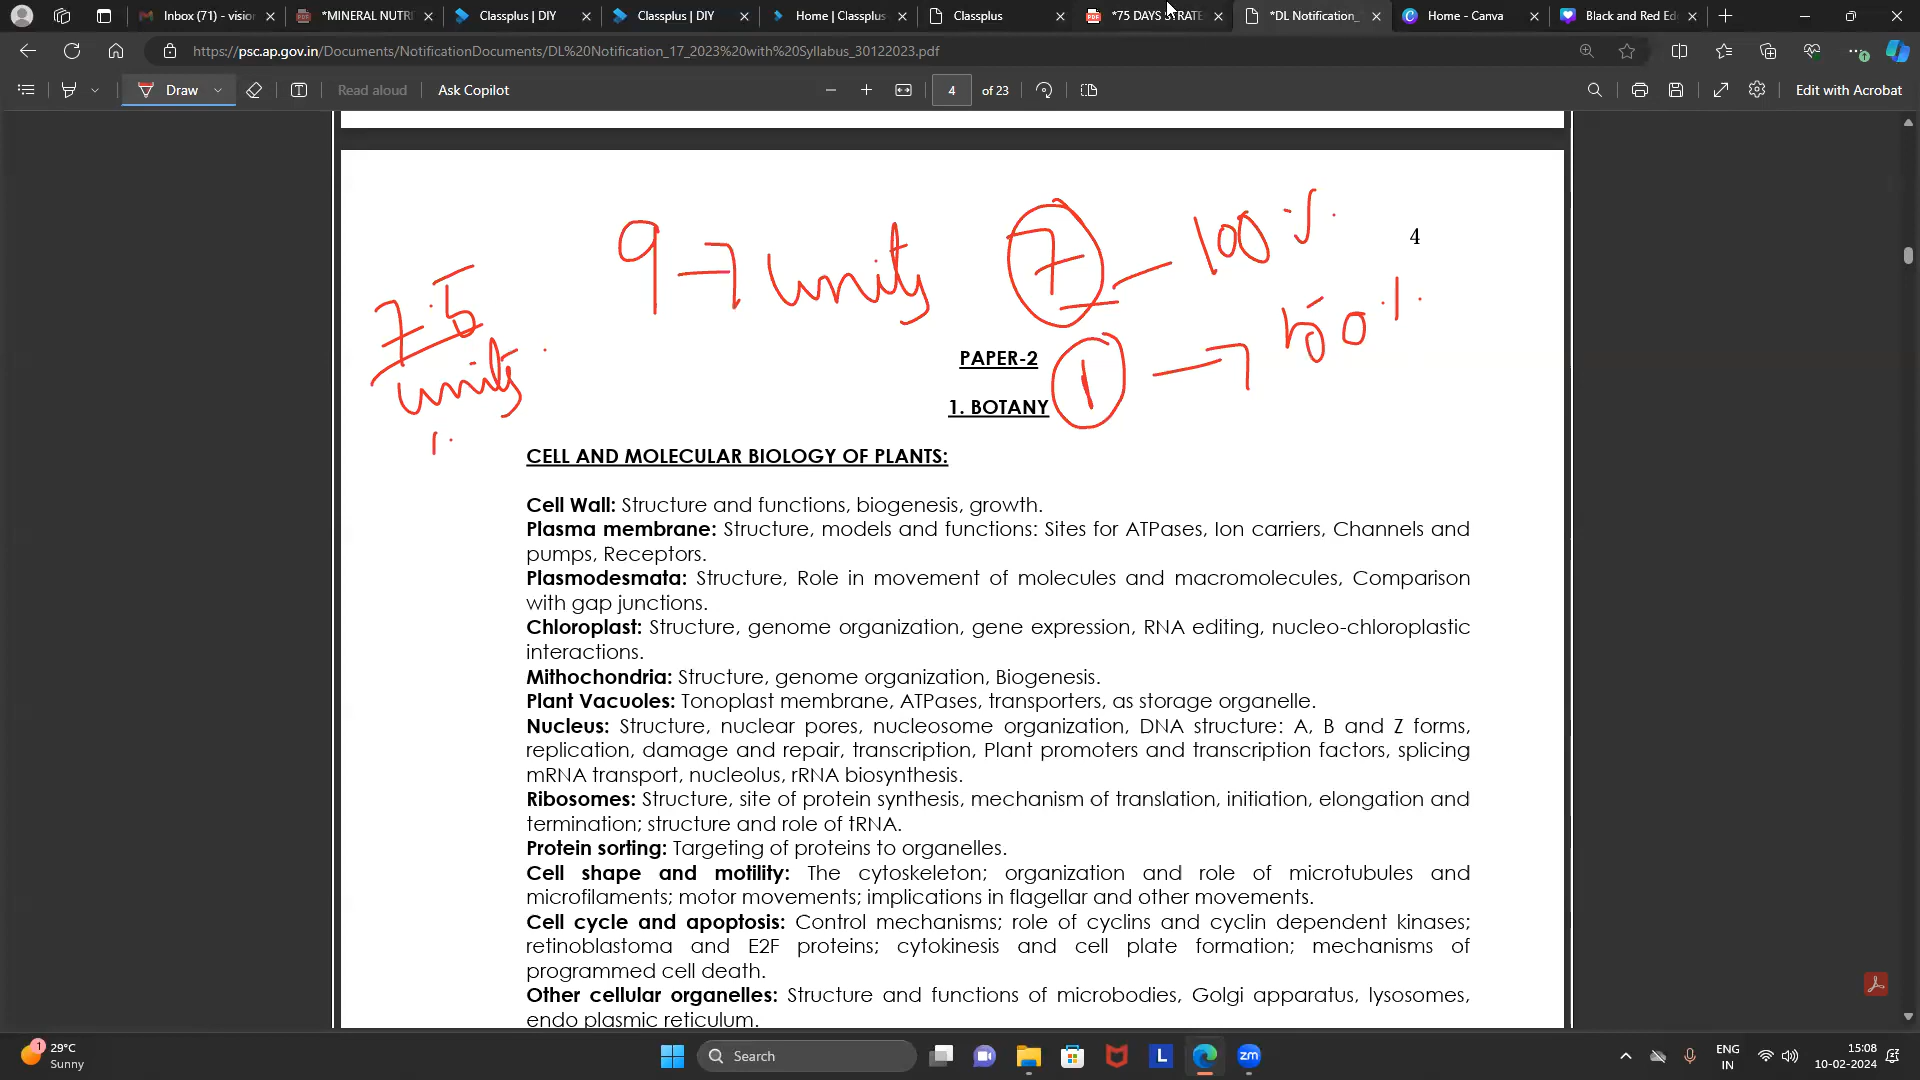 Inbox (71) - visio
*MINERAL NUTRI
Classplus | DIY
Classplus | DIY
Home | Classplus
Classplus
*75 DAYS STRATE
*DL Notification_
Home - Canva
Black and Red Ed
https://psc.ap.gov.in/Documents/NotificationDocuments/DL%20Notification_17_2023%20with%20Syllabus_30122023.pdf
Draw
Read aloud
Ask Copilot
4
of 23
Edit with Acrobat
9 → units
7 - 100 %
4
7.5
units
1 → 50 %
PAPER-2
1. BOTANY
CELL AND MOLECULAR BIOLOGY OF PLANTS:
Cell Wall: Structure and functions, biogenesis, growth.
Plasma membrane: Structure, models and functions: Sites for ATPases, Ion carriers, Channels and
pumps, Receptors.
Plasmodesmata: Structure, Role in movement of molecules and macromolecules, Comparison
with gap junctions.
Chloroplast: Structure, genome organization, gene expression, RNA editing, nucleo-chloroplastic
interactions.
Mithochondria: Structure, genome organization, Biogenesis.
Plant Vacuoles: Tonoplast membrane, ATPases, transporters, as storage organelle.
Nucleus: Structure, nuclear pores, nucleosome organization, DNA structure: A, B and Z forms,
replication, damage and repair, transcription, Plant promoters and transcription factors, splicing
mRNA transport, nucleolus, rRNA biosynthesis.
Ribosomes: Structure, site of protein synthesis, mechanism of translation, initiation, elongation and
termination; structure and role of tRNA.
Protein sorting: Targeting of proteins to organelles.
Cell shape and motility: The cytoskeleton; organization and role of microtubules and
microfilaments; motor movements; implications in flagellar and other movements.
Cell cycle and apoptosis: Control mechanisms; role of cyclins and cyclin dependent kinases;
retinoblastoma and E2F proteins; cytokinesis and cell plate formation; mechanisms of
programmed cell death.
Other cellular organelles: Structure and functions of microbodies, Golgi apparatus, lysosomes,
endo plasmic reticulum.
1
29°C
Sunny
Search
L
zm
ENG
IN
15:08
10-02-2024